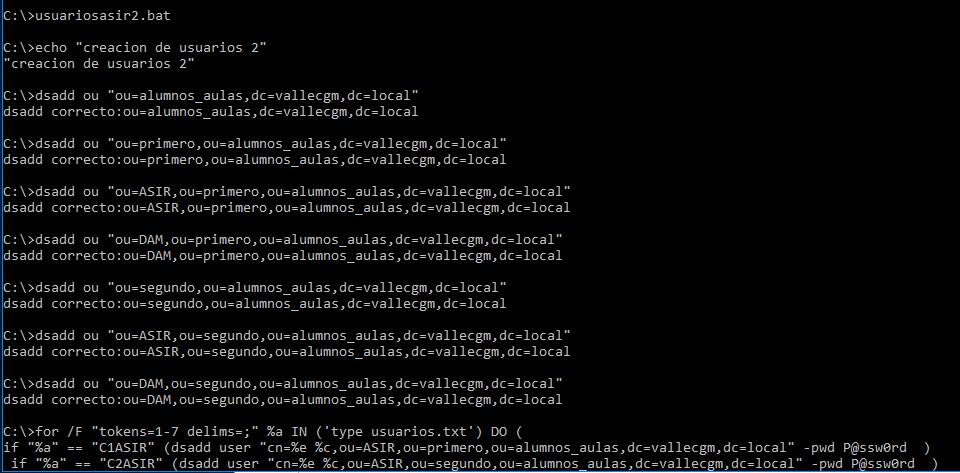 C:\>usuariosasir2.bat
C:\>echo "creacion de usuarios 2"
"creacion de usuarios 2"
C:\>dsadd ou "ou=alumnos_aulas,dc=vallecgm,dc=local"
dsadd correcto:ou=alumnos_aulas,dc=vallecgm,dc=local
C:\>dsadd ou "ou=primero,ou=alumnos_aulas,dc=vallecgm,dc=local"
dsadd correcto:ou=primero,ou=alumnos_aulas,dc=vallecgm,dc=local
C:\>dsadd ou "ou=ASIR,ou=primero,ou=alumnos_aulas,dc=vallecgm,dc=local"
dsadd correcto:ou=ASIR,ou=primero,ou=alumnos_aulas,dc=vallecgm,dc=local
C:\>dsadd ou "ou=DAM,ou=primero,ou=alumnos_aulas,dc=vallecgm,dc=local"
dsadd correcto:ou=DAM,ou=primero,ou=alumnos_aulas,dc=vallecgm,dc=local
C:\>dsadd ou "ou=segundo,ou=alumnos_aulas,dc=vallecgm,dc=local"
dsadd correcto:ou=segundo,ou=alumnos_aulas,dc=vallecgm,dc=local
C:\>dsadd ou "ou=ASIR,ou=segundo,ou=alumnos_aulas,dc=vallecgm,dc=local"
dsadd correcto:ou=ASIR,ou=segundo,ou=alumnos_aulas,dc=vallecgm,dc=local
C:\>dsadd ou "ou=DAM,ou=segundo,ou=alumnos_aulas,dc=vallecgm,dc=local"
dsadd correcto:ou=DAM,ou=segundo,ou=alumnos_aulas,dc=vallecgm,dc=local
C:\>for /F "tokens=1-7 delims=;" %a IN ('type usuarios.txt') DO (
if "%a" == "C1ASIR" (dsadd user "cn=%e %c,ou=ASIR,ou=primero,ou=alumnos_aulas,dc=vallecgm,dc=local" -pwd P@ssw0rd  )
 if "%a" == "C2ASIR" (dsadd user "cn=%e %c,ou=ASIR,ou=segundo,ou=alumnos_aulas,dc=vallecgm,dc=local" -pwd P@ssw0rd  )